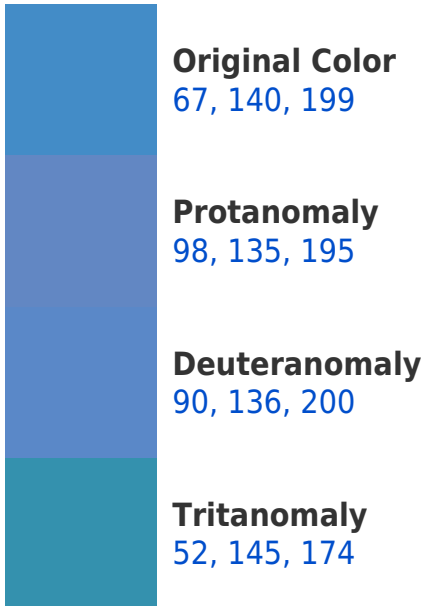 Original Color
67, 140, 199
Protanomaly
98, 135, 195
Deuteranomaly
90, 136, 200
Tritanomaly
52, 145, 174